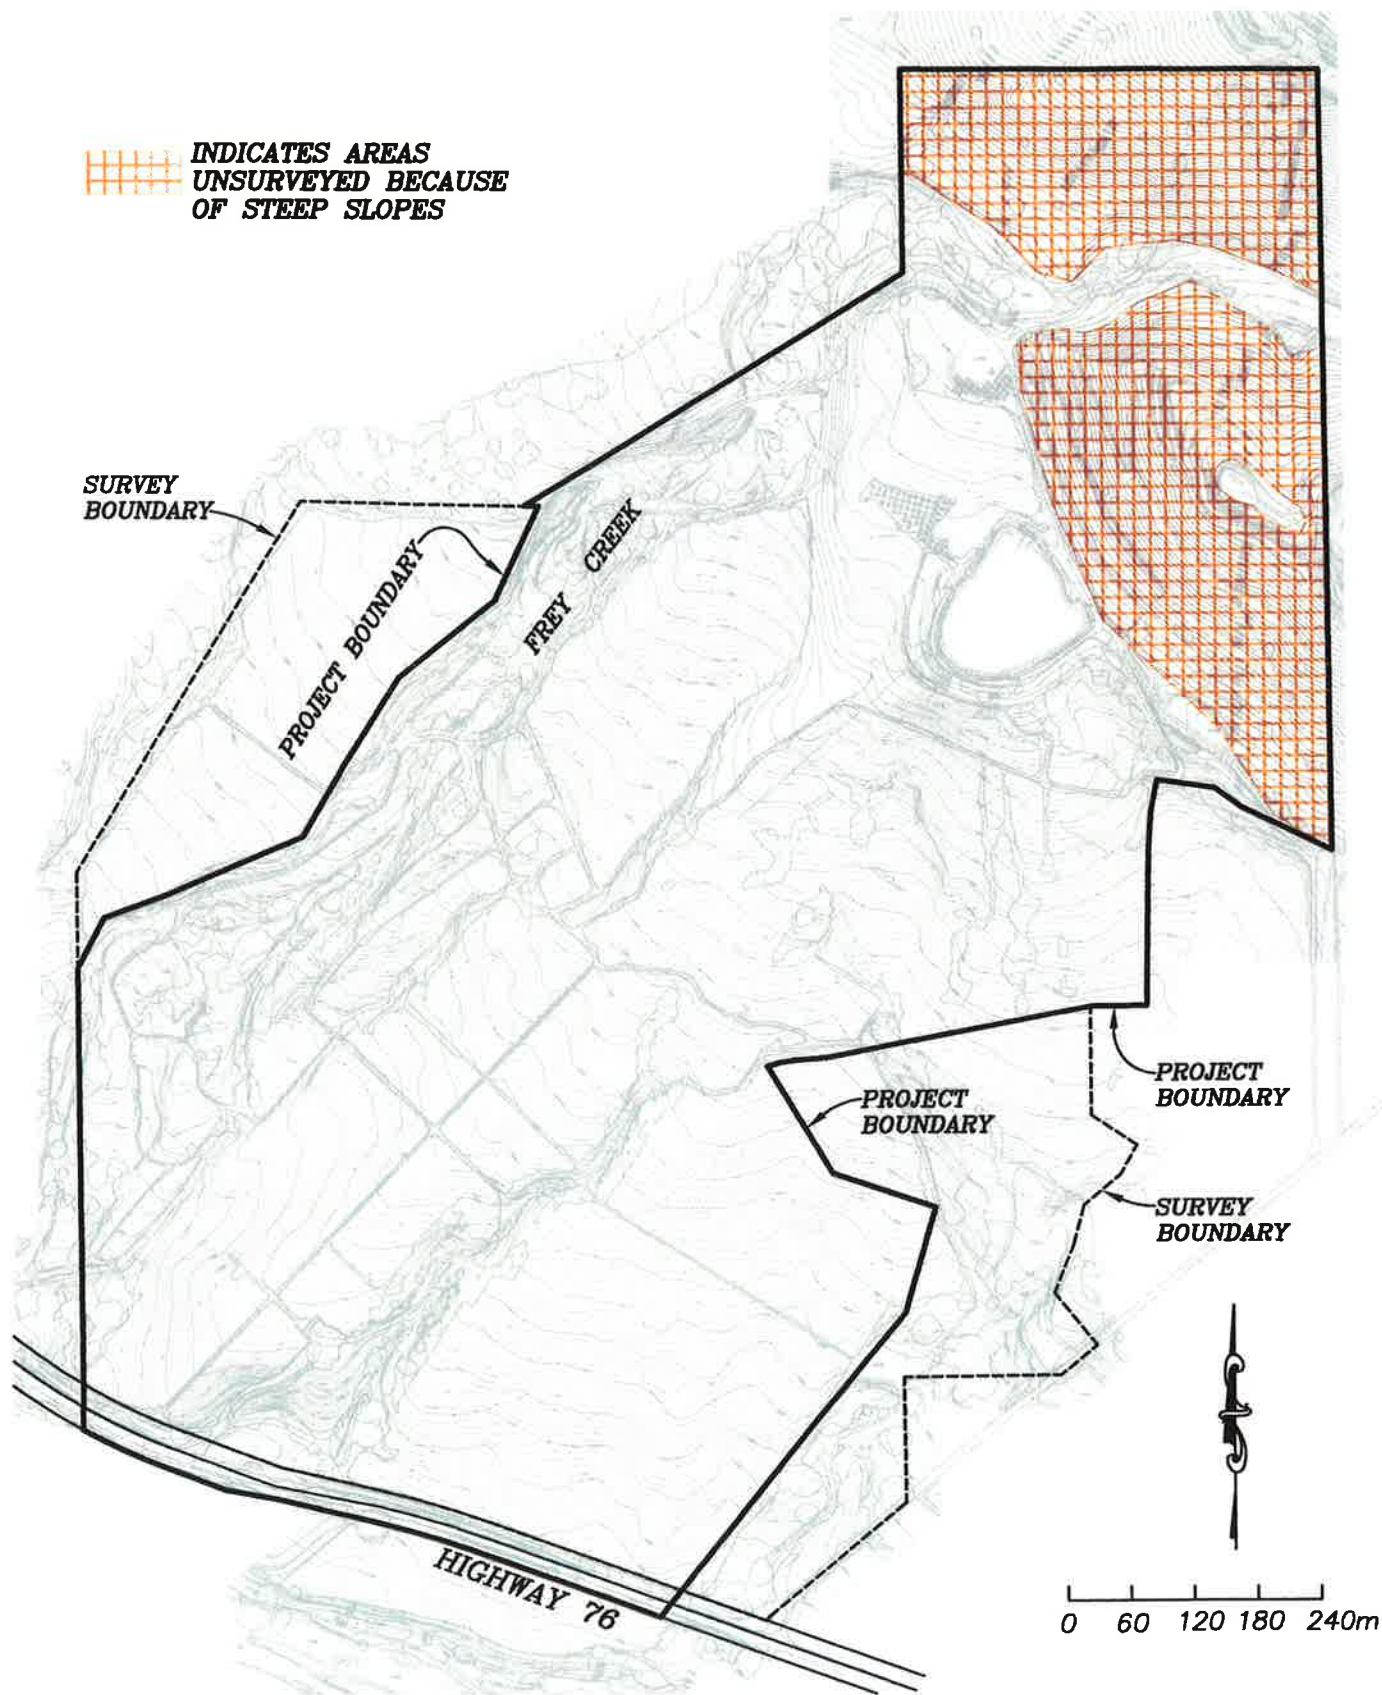 INDICATES AREAS
UNSURVEYED BECAUSE
OF STEEP SLOPES
SURVEY
BOUNDARY
PROJECT BOUNDARY
FREY CREEK
PROJECT
BOUNDARY
PROJECT
BOUNDARY
SURVEY
BOUNDARY
HIGHWAY 76
0 60 120 180 240m